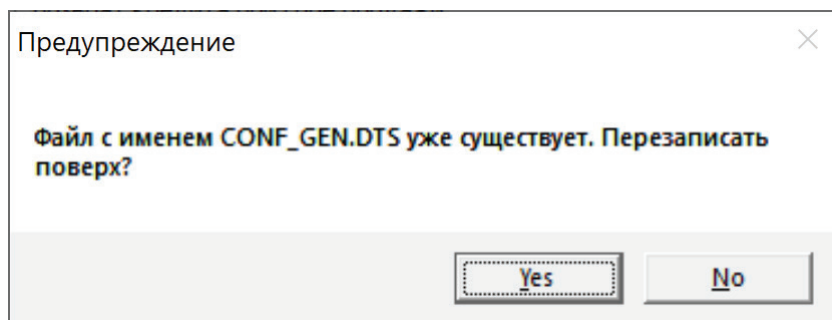 Предупреждение
Файл с именем CONF_GEN.DTS уже существует. Перезаписать
поверх?
Yes
No